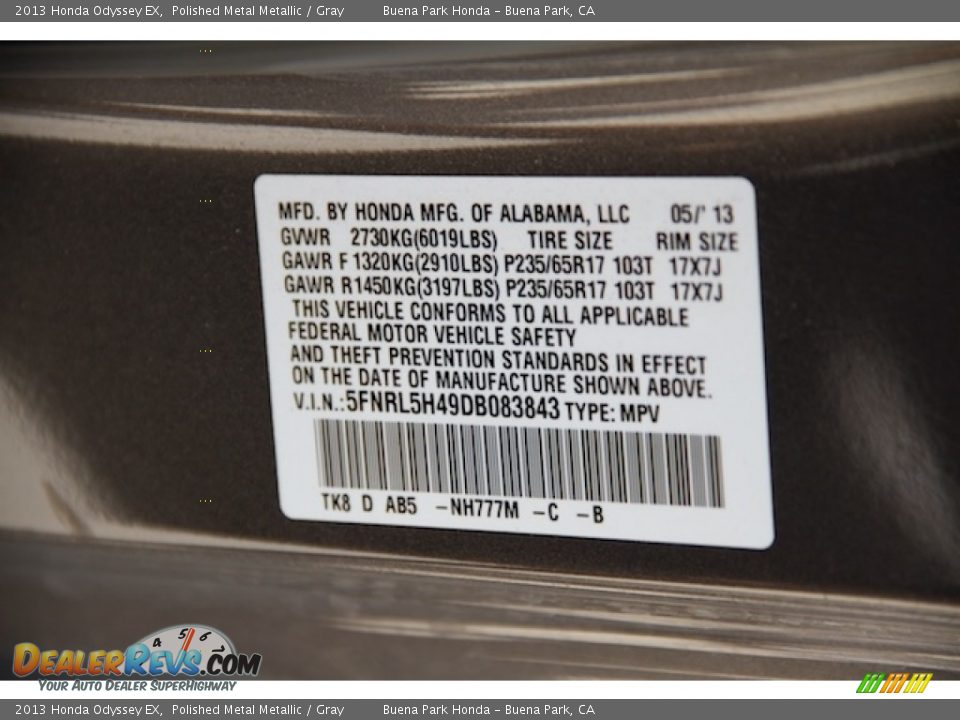 2013 Honda Odyssey EX, Polished Metal Metallic / Gray Buena Park Honda - Buena Park, CA
MFD. BY HONDA MFG. OF ALABAMA, LLC 05/' 13
GVWR 2730KG(6019LBS) TIRE SIZE RIM SIZE
GAWR F 1320KG(2910LBS) P235/65R17 103T 17X7J
GAWR R1450KG(3197LBS) P235/65R17 103T 17X7J
THIS VEHICLE CONFORMS TO ALL APPLICABLE
FEDERAL MOTOR VEHICLE SAFETY
AND THEFT PREVENTION STANDARDS IN EFFECT
ON THE DATE OF MANUFACTURE SHOWN ABOVE.
V.I.N.:5FNRL5H49DB083843 TYPE: MPV
TK8 D AB5 -NH777M -C -B
4 5 6
DEALERREVS.COM
YOUR AUTO DEALER SUPERHIGHWAY
2013 Honda Odyssey EX, Polished Metal Metallic / Gray Buena Park Honda - Buena Park, CA